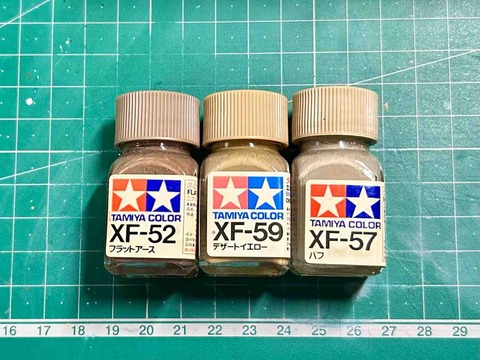 TAMIYA COLOR
XF-52
フラットアース
TAMIYA COLOR
XF-59
デザートイエロー
TAMIYA COLOR
XF-57
バフ
16 17 18 19 20 21 22 23 24 25 26 27 28 29